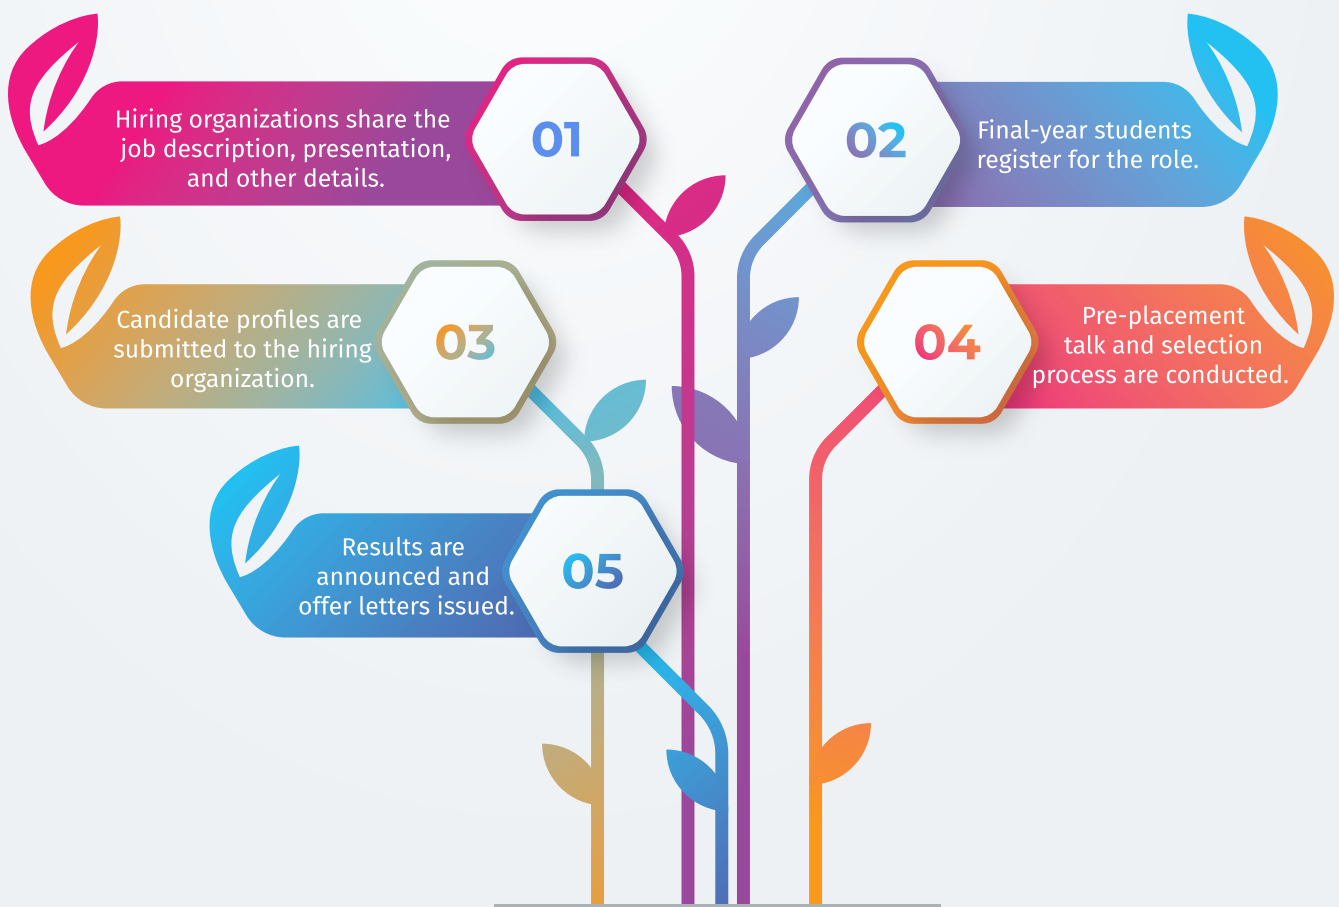 01
Hiring organizations share the
job description, presentation,
and other details.
02
Final-year students
register for the role.
03
Candidate profiles are
submitted to the hiring
organization.
04
Pre-placement
talk and selection
process are conducted.
05
Results are
announced and
offer letters issued.